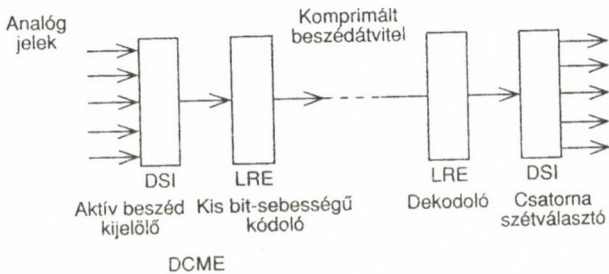 Analóg
jelek
Komprimált
beszédátvitel
DSI
LRE
LRE
DSI
Aktív beszéd
kijelölő
Kis bit-sebességű
kódoló
Dekodoló
Csatorna
szétválasztó
DCME